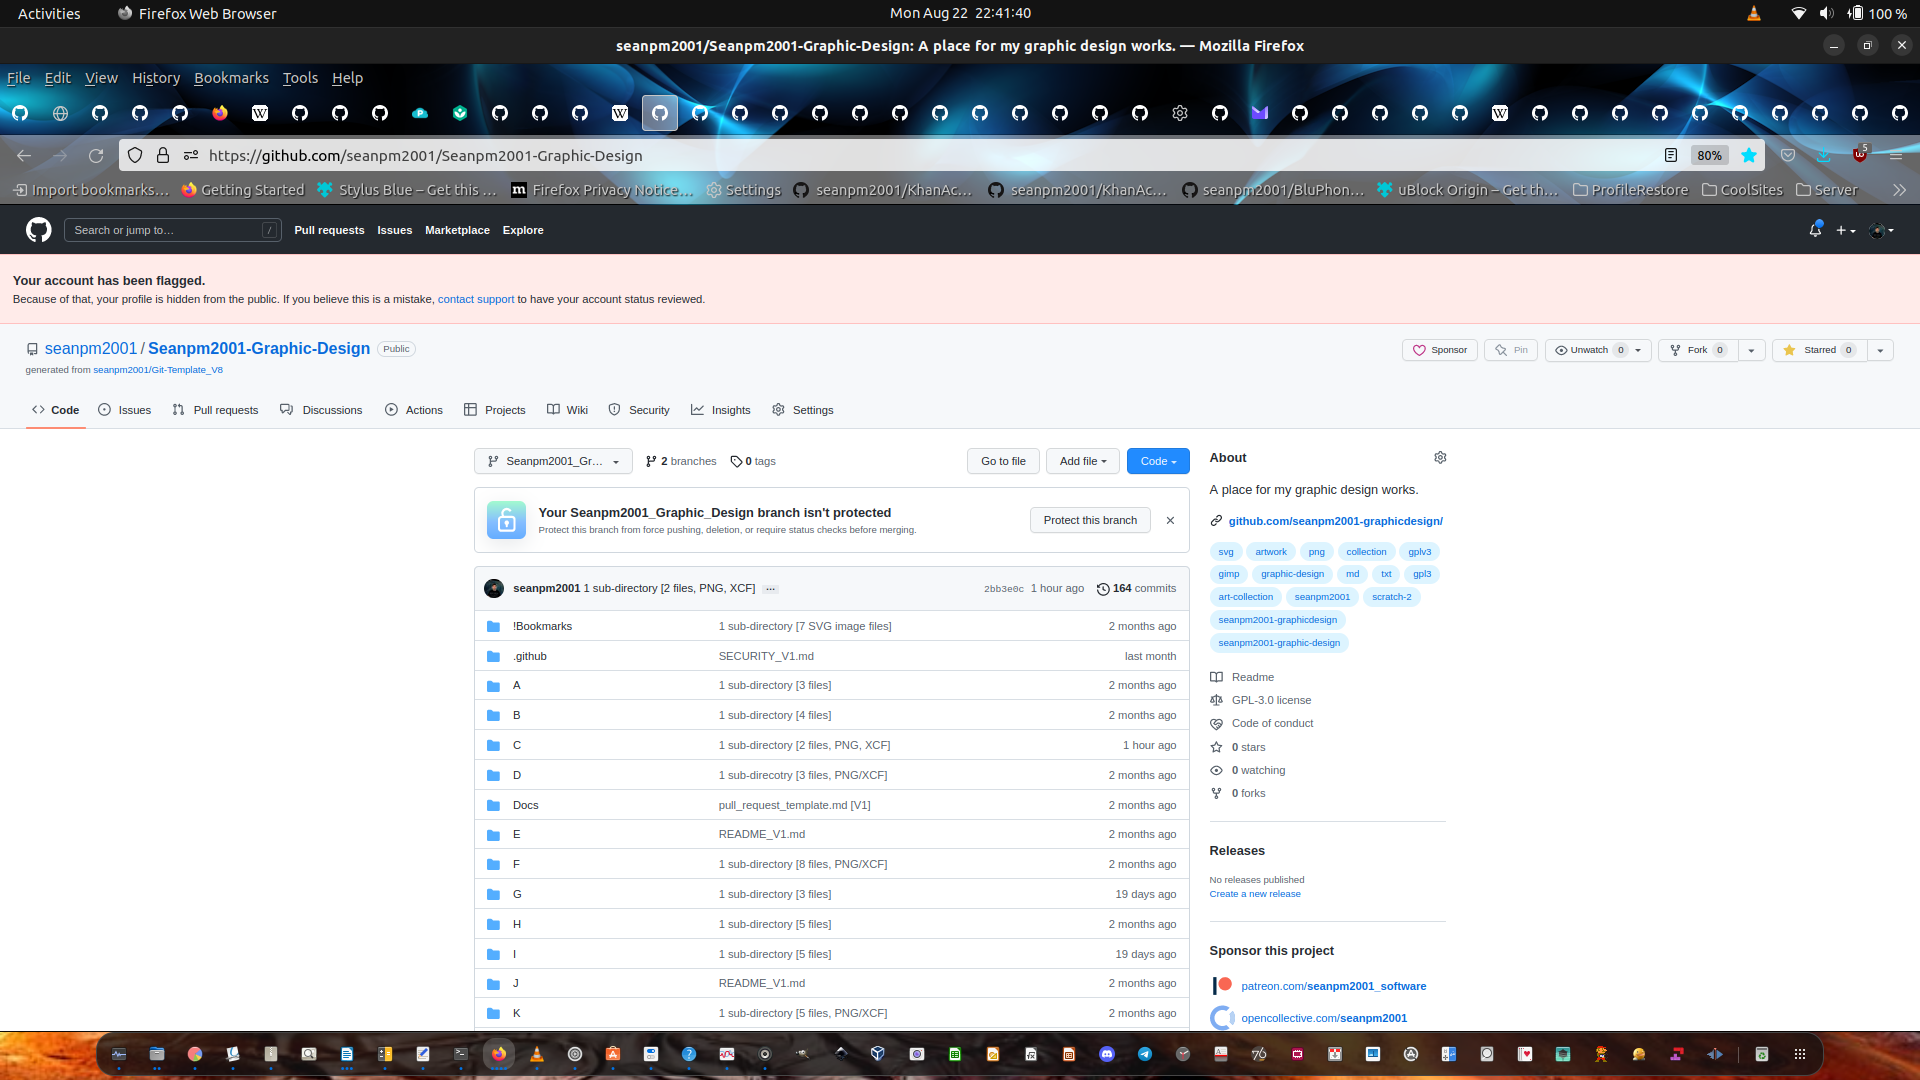 Activities Firefox Web Browser Mon Aug 22 22:41:40 100 %
seanpm2001/Seanpm2001-Graphic-Design: A place for my graphic design works. — Mozilla Firefox
File Edit View History Bookmarks Tools Help
https://github.com/seanpm2001/Seanpm2001-Graphic-Design 80% 5
Import bookmarks… Getting Started Stylus Blue – Get this … Firefox Privacy Notice… Settings seanpm2001/KhanAc… seanpm2001/KhanAc… seanpm2001/BluPhon… uBlock Origin – Get th… ProfileRestore CoolSites Server
Search or jump to… / Pull requests Issues Marketplace Explore
Your account has been flagged.
Because of that, your profile is hidden from the public. If you believe this is a mistake, contact support to have your account status reviewed.
seanpm2001 / Seanpm2001-Graphic-Design Public Sponsor Pin Unwatch 0 Fork 0 Starred 0
generated from seanpm2001/Git-Template_V8
Code Issues Pull requests Discussions Actions Projects Wiki Security Insights Settings
Seanpm2001_Gr… 2 branches 0 tags Go to file Add file Code
Your Seanpm2001_Graphic_Design branch isn't protected
Protect this branch from force pushing, deletion, or require status checks before merging.
Protect this branch
seanpm2001 1 sub-directory [2 files, PNG, XCF] … 2bb3e0c 1 hour ago 164 commits
!Bookmarks 1 sub-directory [7 SVG image files] 2 months ago
.github SECURITY_V1.md last month
A 1 sub-directory [3 files] 2 months ago
B 1 sub-directory [4 files] 2 months ago
C 1 sub-directory [2 files, PNG, XCF] 1 hour ago
D 1 sub-direcotry [3 files, PNG/XCF] 2 months ago
Docs pull_request_template.md [V1] 2 months ago
E README_V1.md 2 months ago
F 1 sub-directory [8 files, PNG/XCF] 2 months ago
G 1 sub-directory [3 files] 19 days ago
H 1 sub-directory [5 files] 2 months ago
I 1 sub-directory [5 files] 19 days ago
J README_V1.md 2 months ago
K 1 sub-directory [5 files, PNG/XCF] 2 months ago
About
A place for my graphic design works.
github.com/seanpm2001-graphicdesign/
svg artwork png collection gplv3
gimp graphic-design md txt gpl3
art-collection seanpm2001 scratch-2
seanpm2001-graphicdesign
seanpm2001-graphic-design
Readme
GPL-3.0 license
Code of conduct
0 stars
0 watching
0 forks
Releases
No releases published
Create a new release
Sponsor this project
patreon.com/seanpm2001_software
opencollective.com/seanpm2001